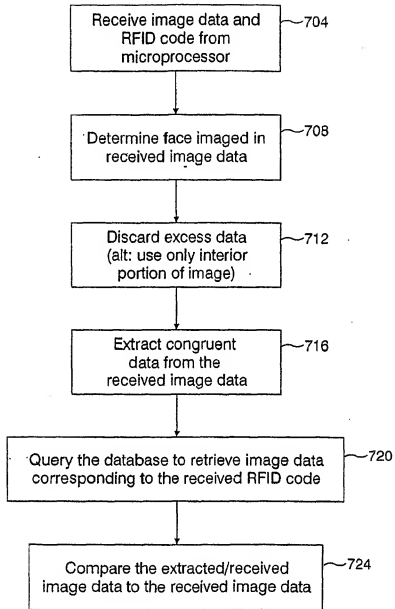 Receive image data and
RFID code from
microprocessor
704
Determine face imaged in
received image data
708
Discard excess data
(alt: use only interior
portion of image)
712
Extract congruent
data from the
received image data
716
Query the database to retrieve image data
corresponding to the received RFID code
720
Compare the extracted/received
image data to the received image data
724